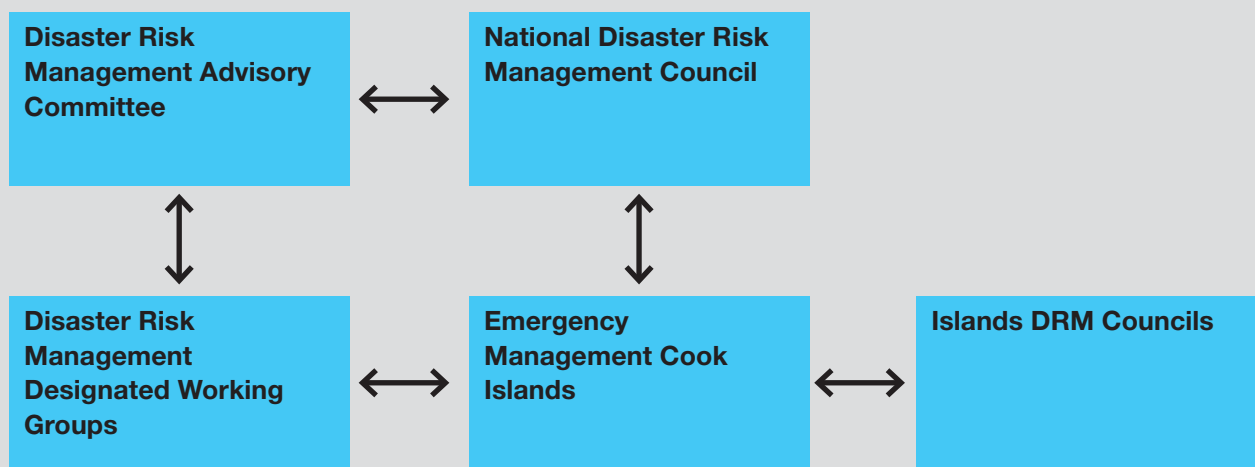 Disaster Risk
Management Advisory
Committee
National Disaster Risk
Management Council
Disaster Risk
Management
Designated Working
Groups
Emergency
Management Cook
Islands
Islands DRM Councils